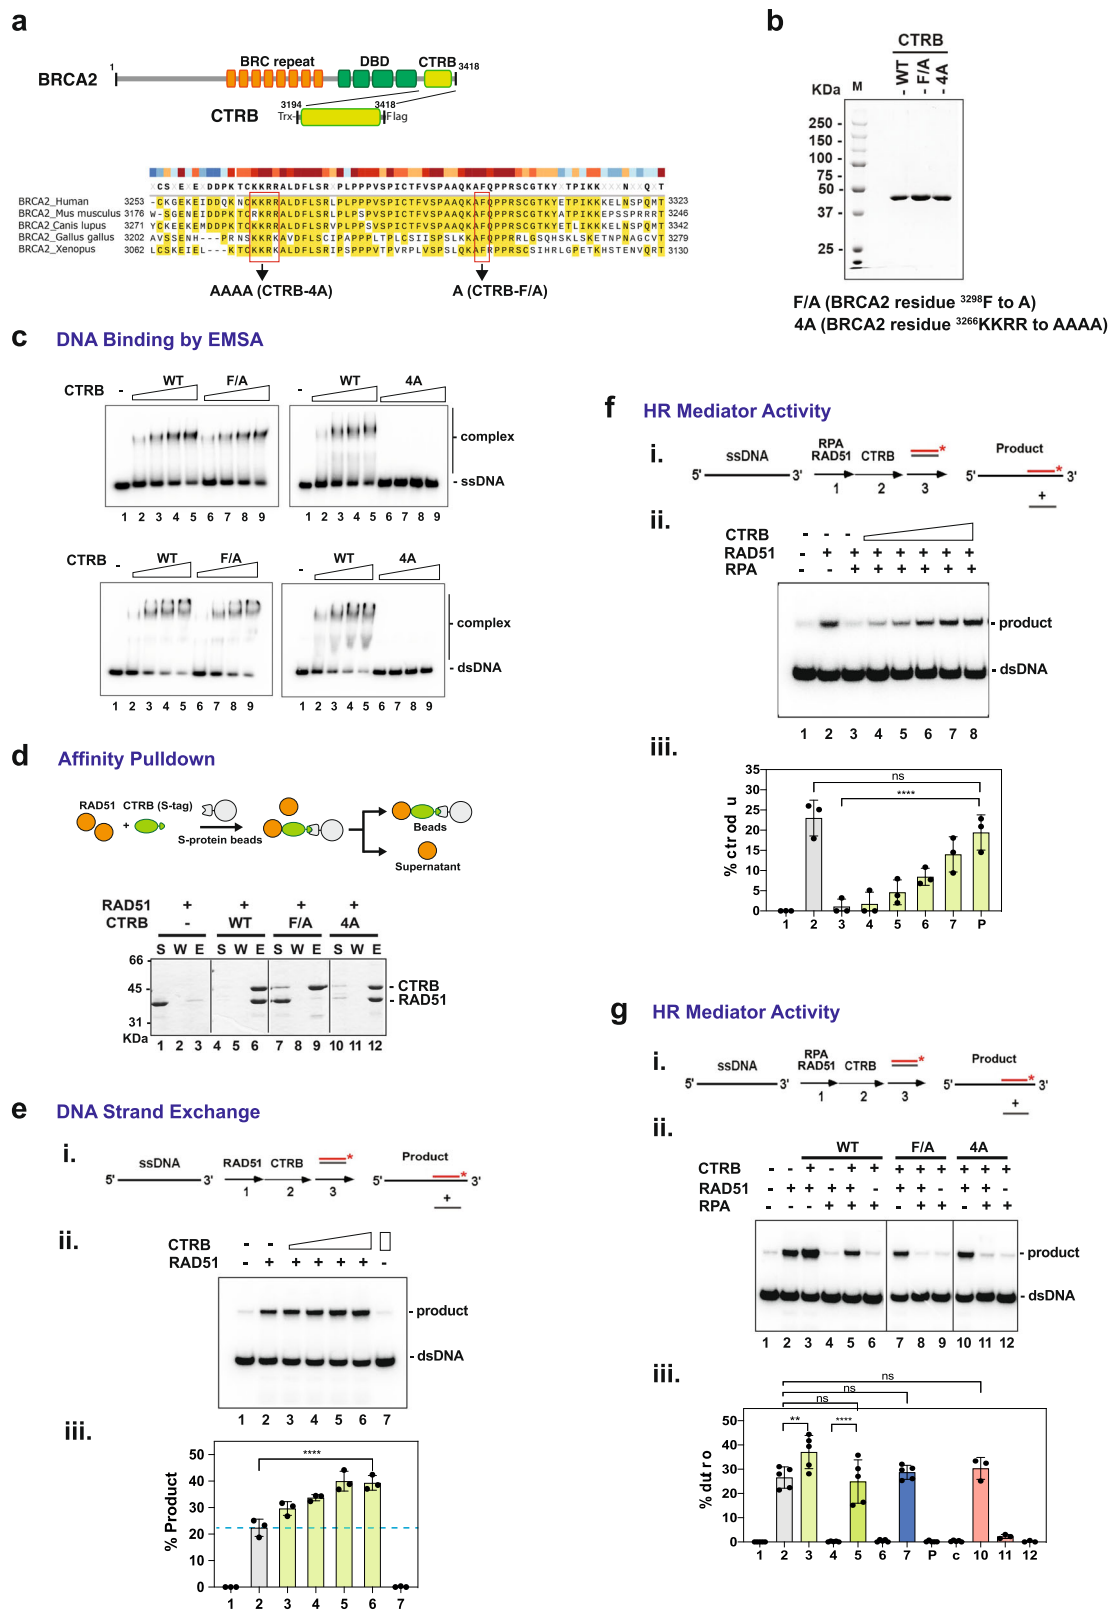 a
1
BRC repeat
DBD
CTRB
BRCA2
3418
3194
3418
CTRB
Trx-
Flag
BRCA2_Human 3253 -CKGEKEIDDQKNCKKRRALDFLSRLPLPPPVSPICTFVSPAAQKAFQPPRSCGTKYETPIKKKELNSPQMT 3323
BRCA2_Mus musculus 3176 3246
BRCA2_Canis lupus 3271 3342
BRCA2_Gallus gallus 3202 3279
BRCA2_Xenopus 3062 3130
AAAA (CTRB-4A)
A (CTRB-F/A)
b
CTRB
WT
F/A
4A
KDa
M
250 -
150 -
100 -
75 -
50 -
37 -
25 -
F/A (BRCA2 residue ³²⁹⁸F to A)
4A (BRCA2 residue ³²⁶⁶KKRR to AAAA)
c DNA Binding by EMSA
CTRB - WT F/A
- WT 4A
- complex
- ssDNA
1 2 3 4 5 6 7 8 9
1 2 3 4 5 6 7 8 9
CTRB - WT F/A
- WT 4A
complex
- dsDNA
1 2 3 4 5 6 7 8 9
1 2 3 4 5 6 7 8 9
d Affinity Pulldown
RAD51 CTRB (S-tag)
+
S-protein beads
Beads
Supernatant
RAD51 + + + +
CTRB - WT F/A 4A
S W E S W E S W E S W E
66 -
45 -
31 -
KDa
- CTRB
- RAD51
1 2 3 4 5 6 7 8 9 10 11 12
e DNA Strand Exchange
i.
5' ssDNA 3'
RAD51 CTRB *
1 2 3
Product
5' * 3'
+
ii.
CTRB - -
RAD51 - + + + + + -
- product
- dsDNA
1 2 3 4 5 6 7
iii.
****
% Product
50
40
30
20
10
0
1 2 3 4 5 6 7
f HR Mediator Activity
i.
5' ssDNA 3'
RPA
RAD51 CTRB *
1 2 3
Product
5' * 3'
+
ii.
CTRB - - -
RAD51 - + + + + + + +
RPA - - + + + + + +
- product
- dsDNA
1 2 3 4 5 6 7 8
iii.
ns
****
% ctrod u
35
30
25
20
15
10
5
0
1 2 3 4 5 6 7 P
g HR Mediator Activity
i.
5' ssDNA 3'
RPA
RAD51 CTRB *
1 2 3
Product
5' * 3'
+
ii.
WT F/A 4A
CTRB - - + - + + + + + + + +
RAD51 - + + + + - + + - + + -
RPA - - - + + + - + + - + +
- product
- dsDNA
1 2 3 4 5 6 7 8 9 10 11 12
iii.
ns
ns
ns
** ****
% dut ro
50
40
30
20
10
0
1 2 3 4 5 6 7 P c 10 11 12